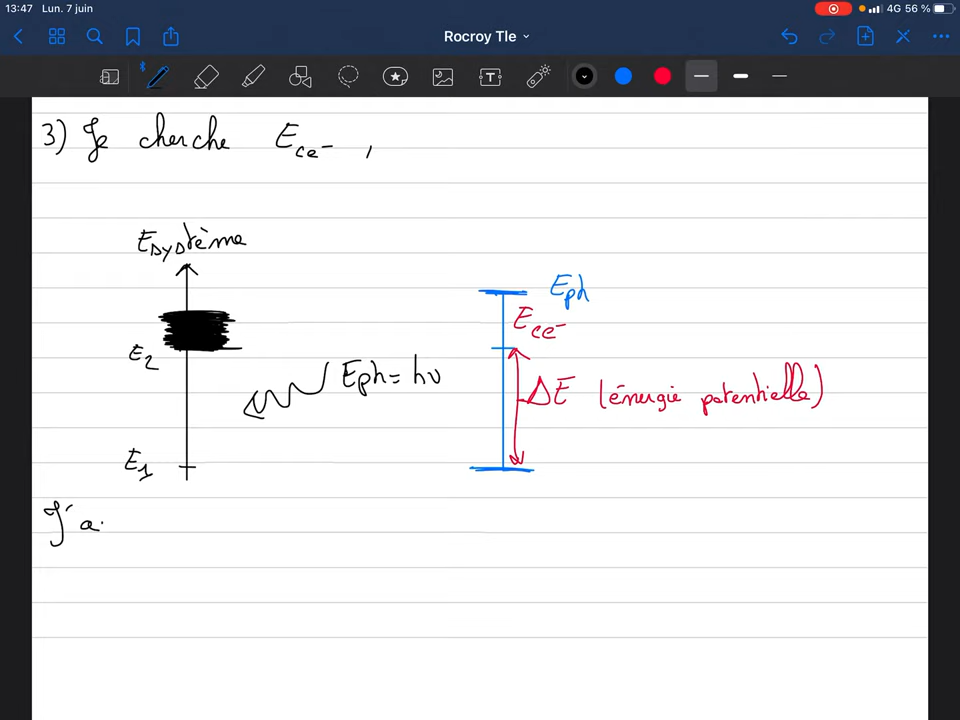 13:47 Lun. 7 juin 4G 56 %
Rocroy Tle
3) Je cherche Ece-,
Esystème
Eph
Ece-
E2
Eph = hν
ΔE (énergie potentielle)
E1
J'ai